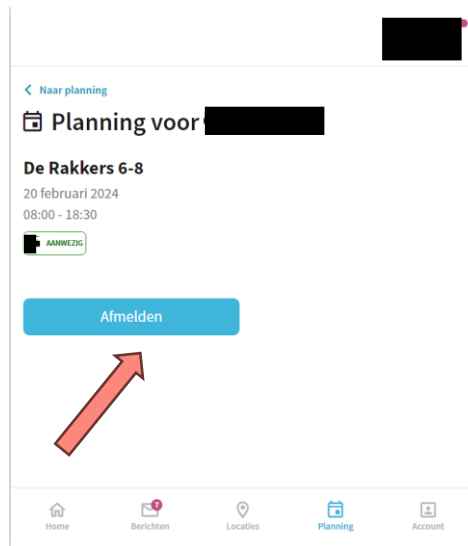 Naar planning
Planning voor
De Rakkers 6-8
20 februari 2024
08:00 - 18:30
AANWEZIG
Afmelden
7
Home Berichten Locaties Planning Account